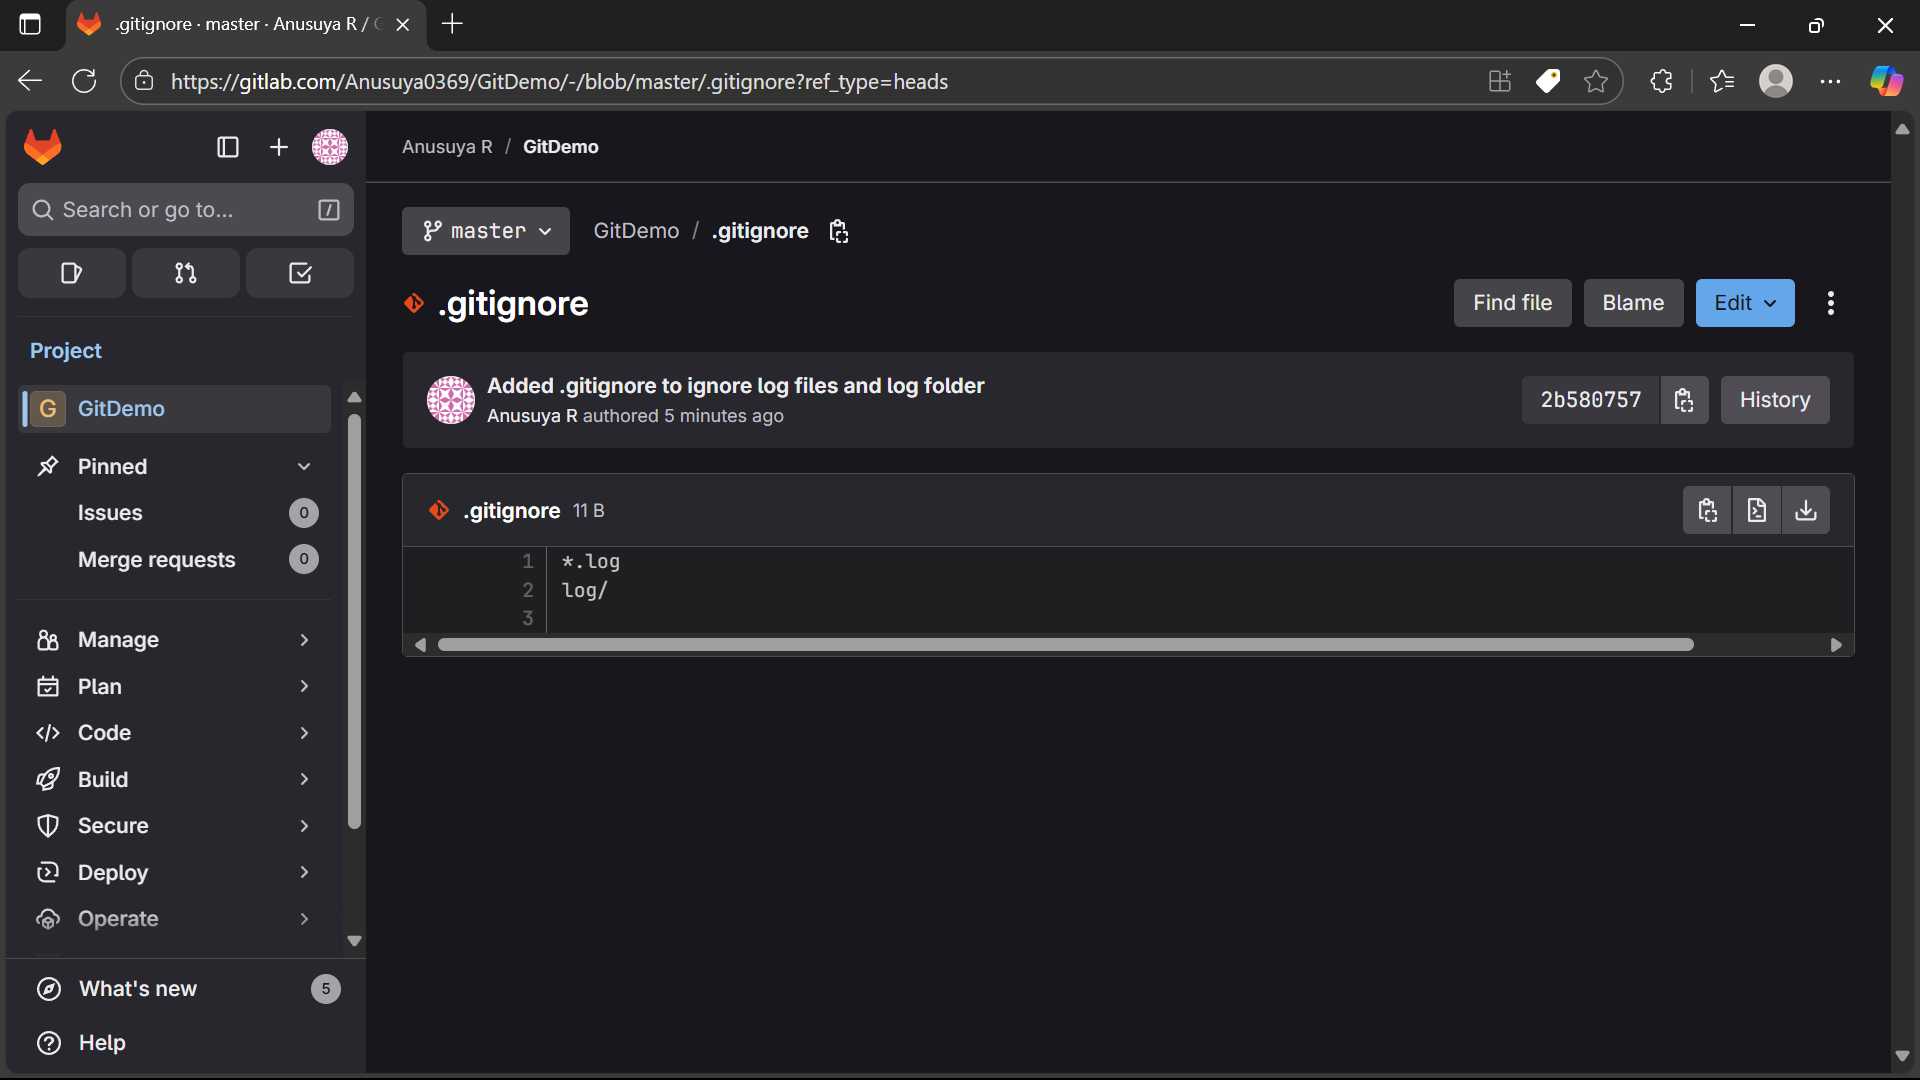 .gitignore · master · Anusuya R /
https://gitlab.com/Anusuya0369/GitDemo/-/blob/master/.gitignore?ref_type=heads
Anusuya R / GitDemo
Search or go to... /
master GitDemo / .gitignore
.gitignore Find file Blame Edit
Project
Added .gitignore to ignore log files and log folder
Anusuya R authored 5 minutes ago
2b580757 History
G GitDemo
Pinned
Issues 0
Merge requests 0
.gitignore 11 B
1 *.log
2 log/
3
Manage
Plan
Code
Build
Secure
Deploy
Operate
What's new 5
Help